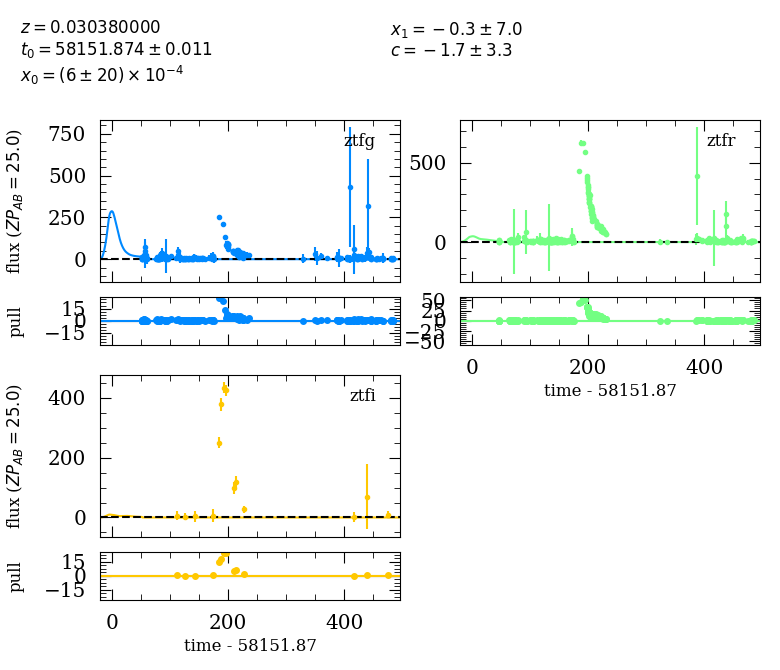 z = 0.030380000
t₀ = 58151.874 ± 0.011
x₀ = (6 ± 20) × 10⁻⁴
x₁ = −0.3 ± 7.0
c = −1.7 ± 3.3
flux (ZP_AB = 25.0)
750
500
250
0
ztfg
500
0
ztfr
pull
15
0
−15
50
25
0
−25
−50
0
200
400
time - 58151.87
flux (ZP_AB = 25.0)
400
200
0
ztfi
pull
15
0
−15
0
200
400
time - 58151.87